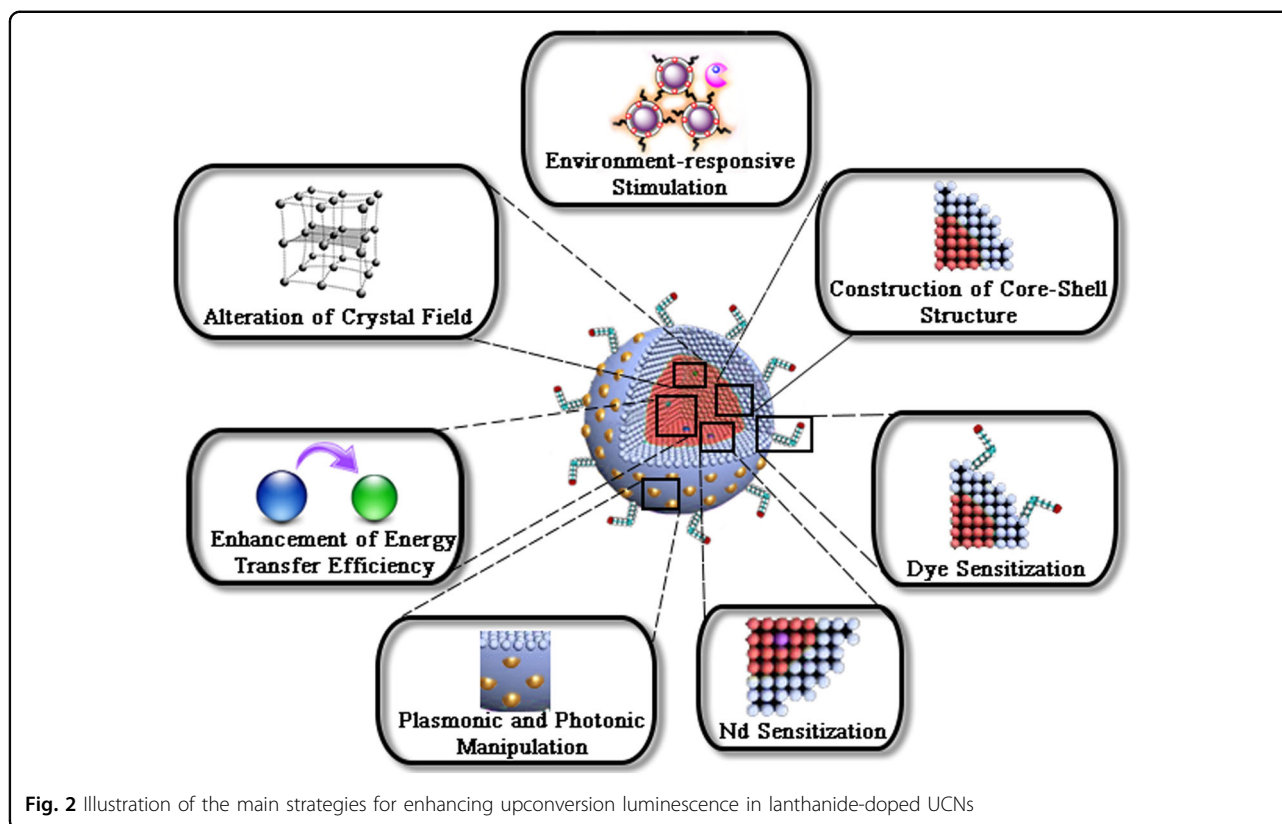 Environment-responsive
Stimulation
Alteration of Crystal Field
Construction of Core-Shell
Structure
Enhancement of Energy
Transfer Efficiency
Dye Sensitization
Plasmonic and Photonic
Manipulation
Nd Sensitization
Fig. 2 Illustration of the main strategies for enhancing upconversion luminescence in lanthanide-doped UCNs